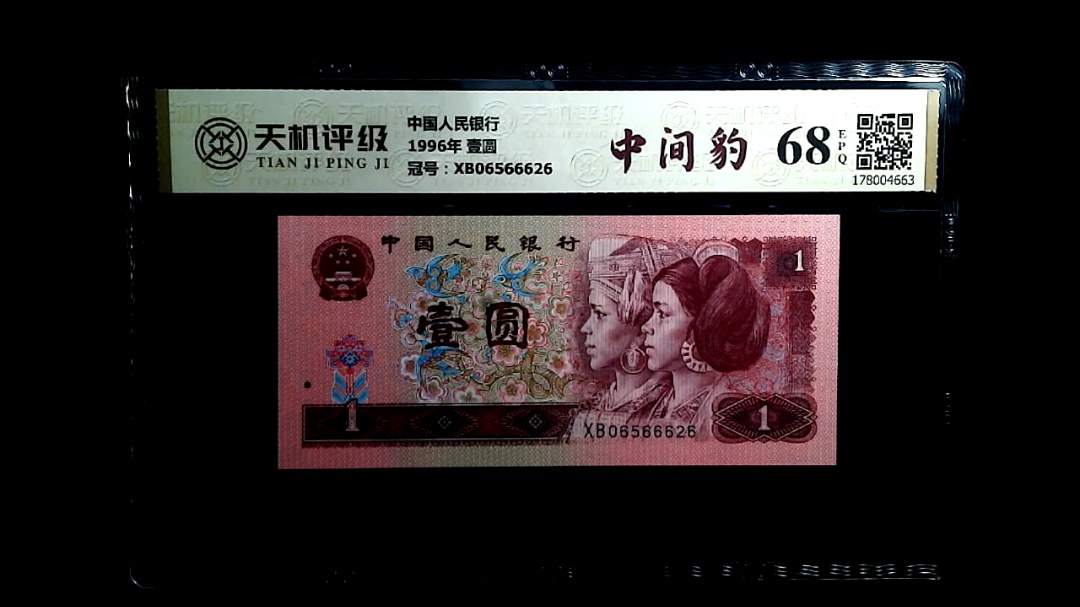 天机评级
TIAN JI PING JI
中国人民银行
1996年 壹圆
冠号：XB06566626
中间豹
68
EPQ
178004663
中国人民银行
1
壹圆
1
XB06566626
1